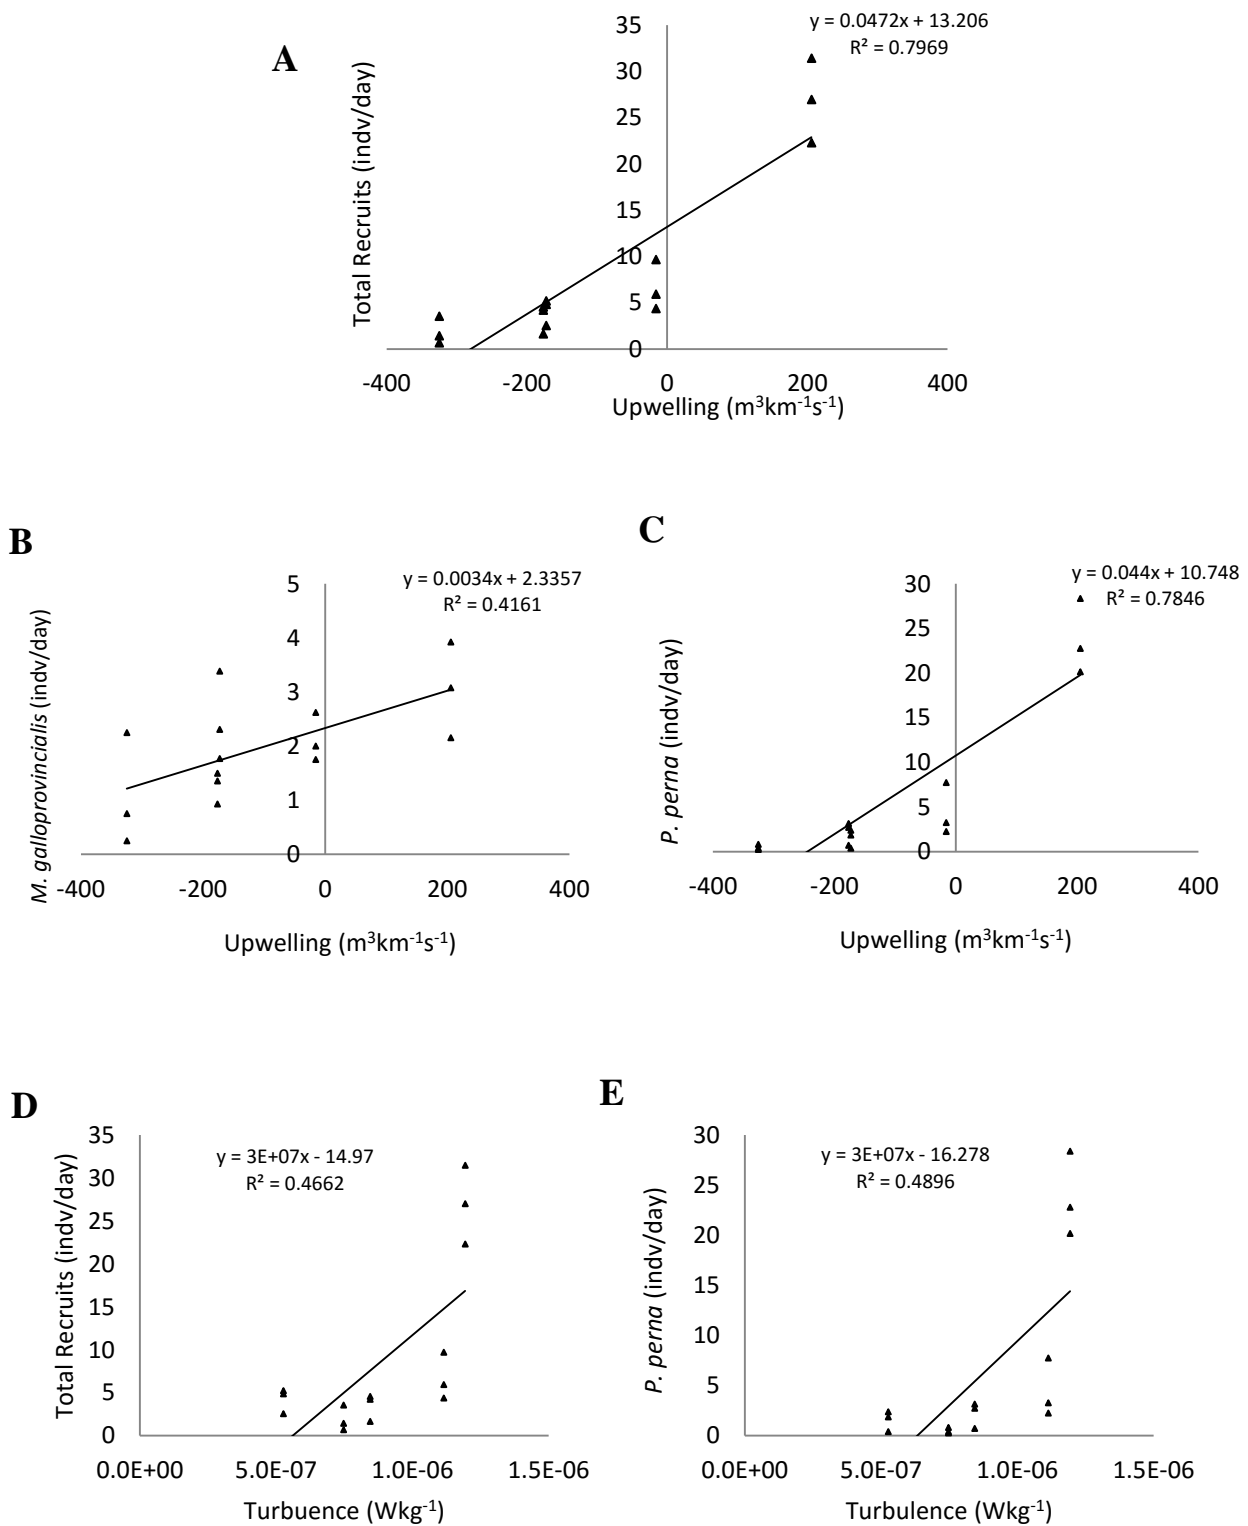 A
y = 0.0472x + 13.206
R² = 0.7969
35
30
25
20
15
10
5
0
Total Recruits (indv/day)
-400 -200 0 200 400
Upwelling (m³km⁻¹s⁻¹)
B
y = 0.0034x + 2.3357
R² = 0.4161
5
4
3
2
1
0
M. galloprovincialis (indv/day)
-400 -200 0 200 400
Upwelling (m³km⁻¹s⁻¹)
C
y = 0.044x + 10.748
R² = 0.7846
30
25
20
15
10
5
0
P. perna (indv/day)
-400 -200 0 200 400
Upwelling (m³km⁻¹s⁻¹)
D
y = 3E+07x - 14.97
R² = 0.4662
35
30
25
20
15
10
5
0
Total Recruits (indv/day)
0.0E+00 5.0E-07 1.0E-06 1.5E-06
Turbuence (Wkg⁻¹)
E
y = 3E+07x - 16.278
R² = 0.4896
30
25
20
15
10
5
0
P. perna (indv/day)
0.0E+00 5.0E-07 1.0E-06 1.5E-06
Turbulence (Wkg⁻¹)